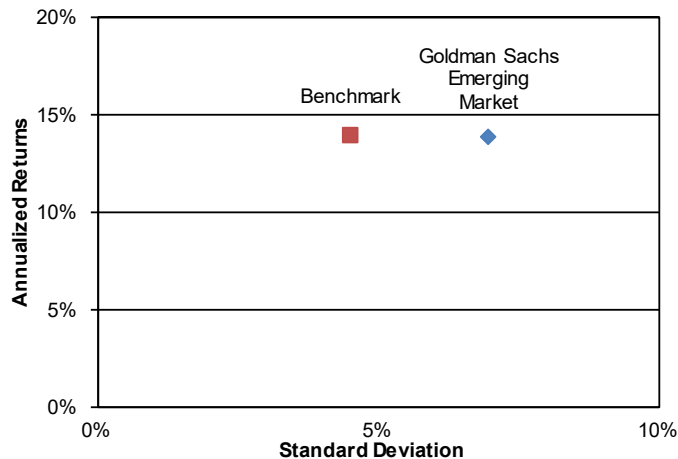 20%
Goldman Sachs
Emerging
Market
Benchmark
15%
10%
5%
0%
0%
5%
10%
Annualized Returns
Standard Deviation